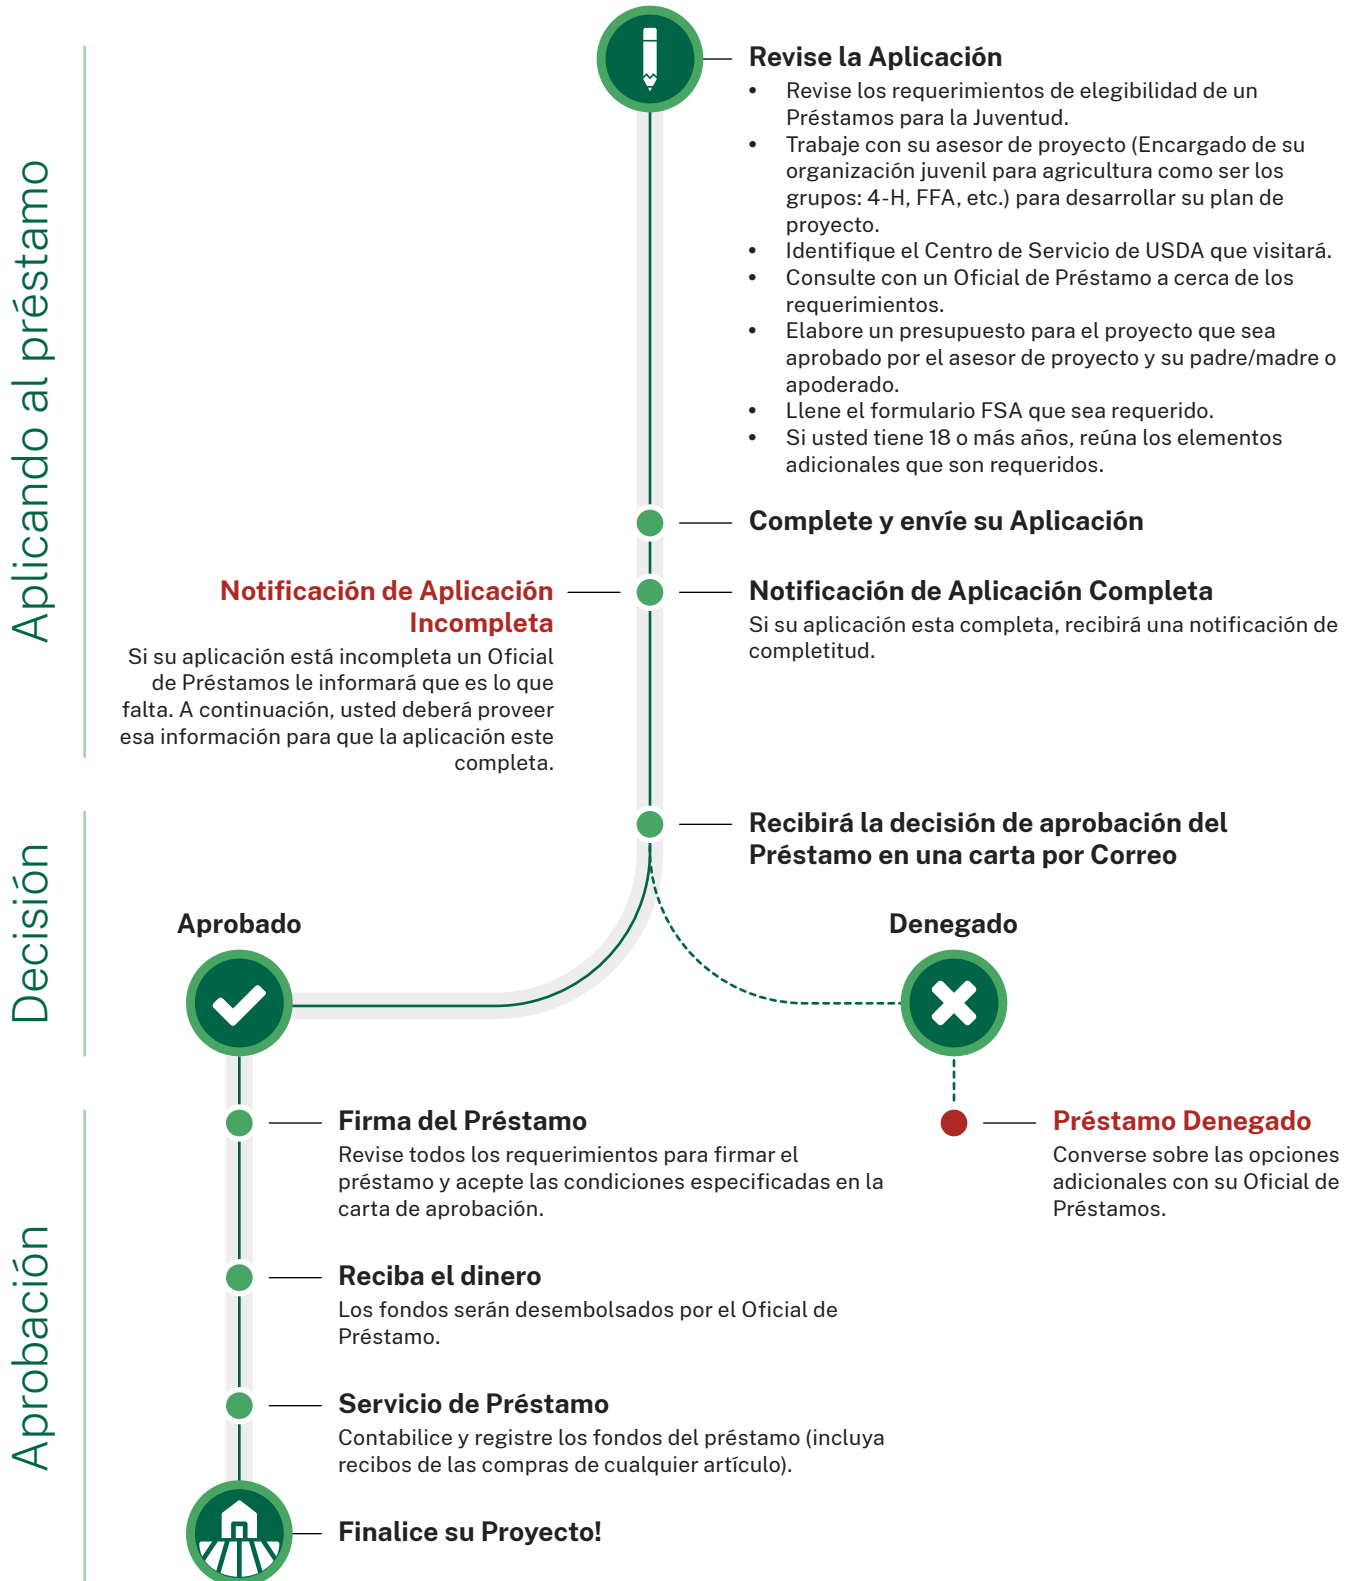 Aplicando al préstamo
Revise la Aplicación
• Revise los requerimientos de elegibilidad de un
Préstamos para la Juventud.
• Trabaje con su asesor de proyecto (Encargado de su
organización juvenil para agricultura como ser los
grupos: 4-H, FFA, etc.) para desarrollar su plan de
proyecto.
• Identifique el Centro de Servicio de USDA que visitará.
• Consulte con un Oficial de Préstamo a cerca de los
requerimientos.
• Elabore un presupuesto para el proyecto que sea
aprobado por el asesor de proyecto y su padre/madre o
apoderado.
• Llene el formulario FSA que sea requerido.
• Si usted tiene 18 o más años, reúna los elementos
adicionales que son requeridos.
Complete y envíe su Aplicación
Notificación de Aplicación
Incompleta
Si su aplicación está incompleta un Oficial
de Préstamos le informará que es lo que
falta. A continuación, usted deberá proveer
esa información para que la aplicación este
completa.
Notificación de Aplicación Completa
Si su aplicación esta completa, recibirá una notificación de
completitud.
Decisión
Recibirá la decisión de aprobación del
Préstamo en una carta por Correo
Aprobado
Denegado
Aprobación
Firma del Préstamo
Revise todos los requerimientos para firmar el
préstamo y acepte las condiciones especificadas en la
carta de aprobación.
Préstamo Denegado
Converse sobre las opciones
adicionales con su Oficial de
Préstamos.
Reciba el dinero
Los fondos serán desembolsados por el Oficial de
Préstamo.
Servicio de Préstamo
Contabilice y registre los fondos del préstamo (incluya
recibos de las compras de cualquier artículo).
Finalice su Proyecto!